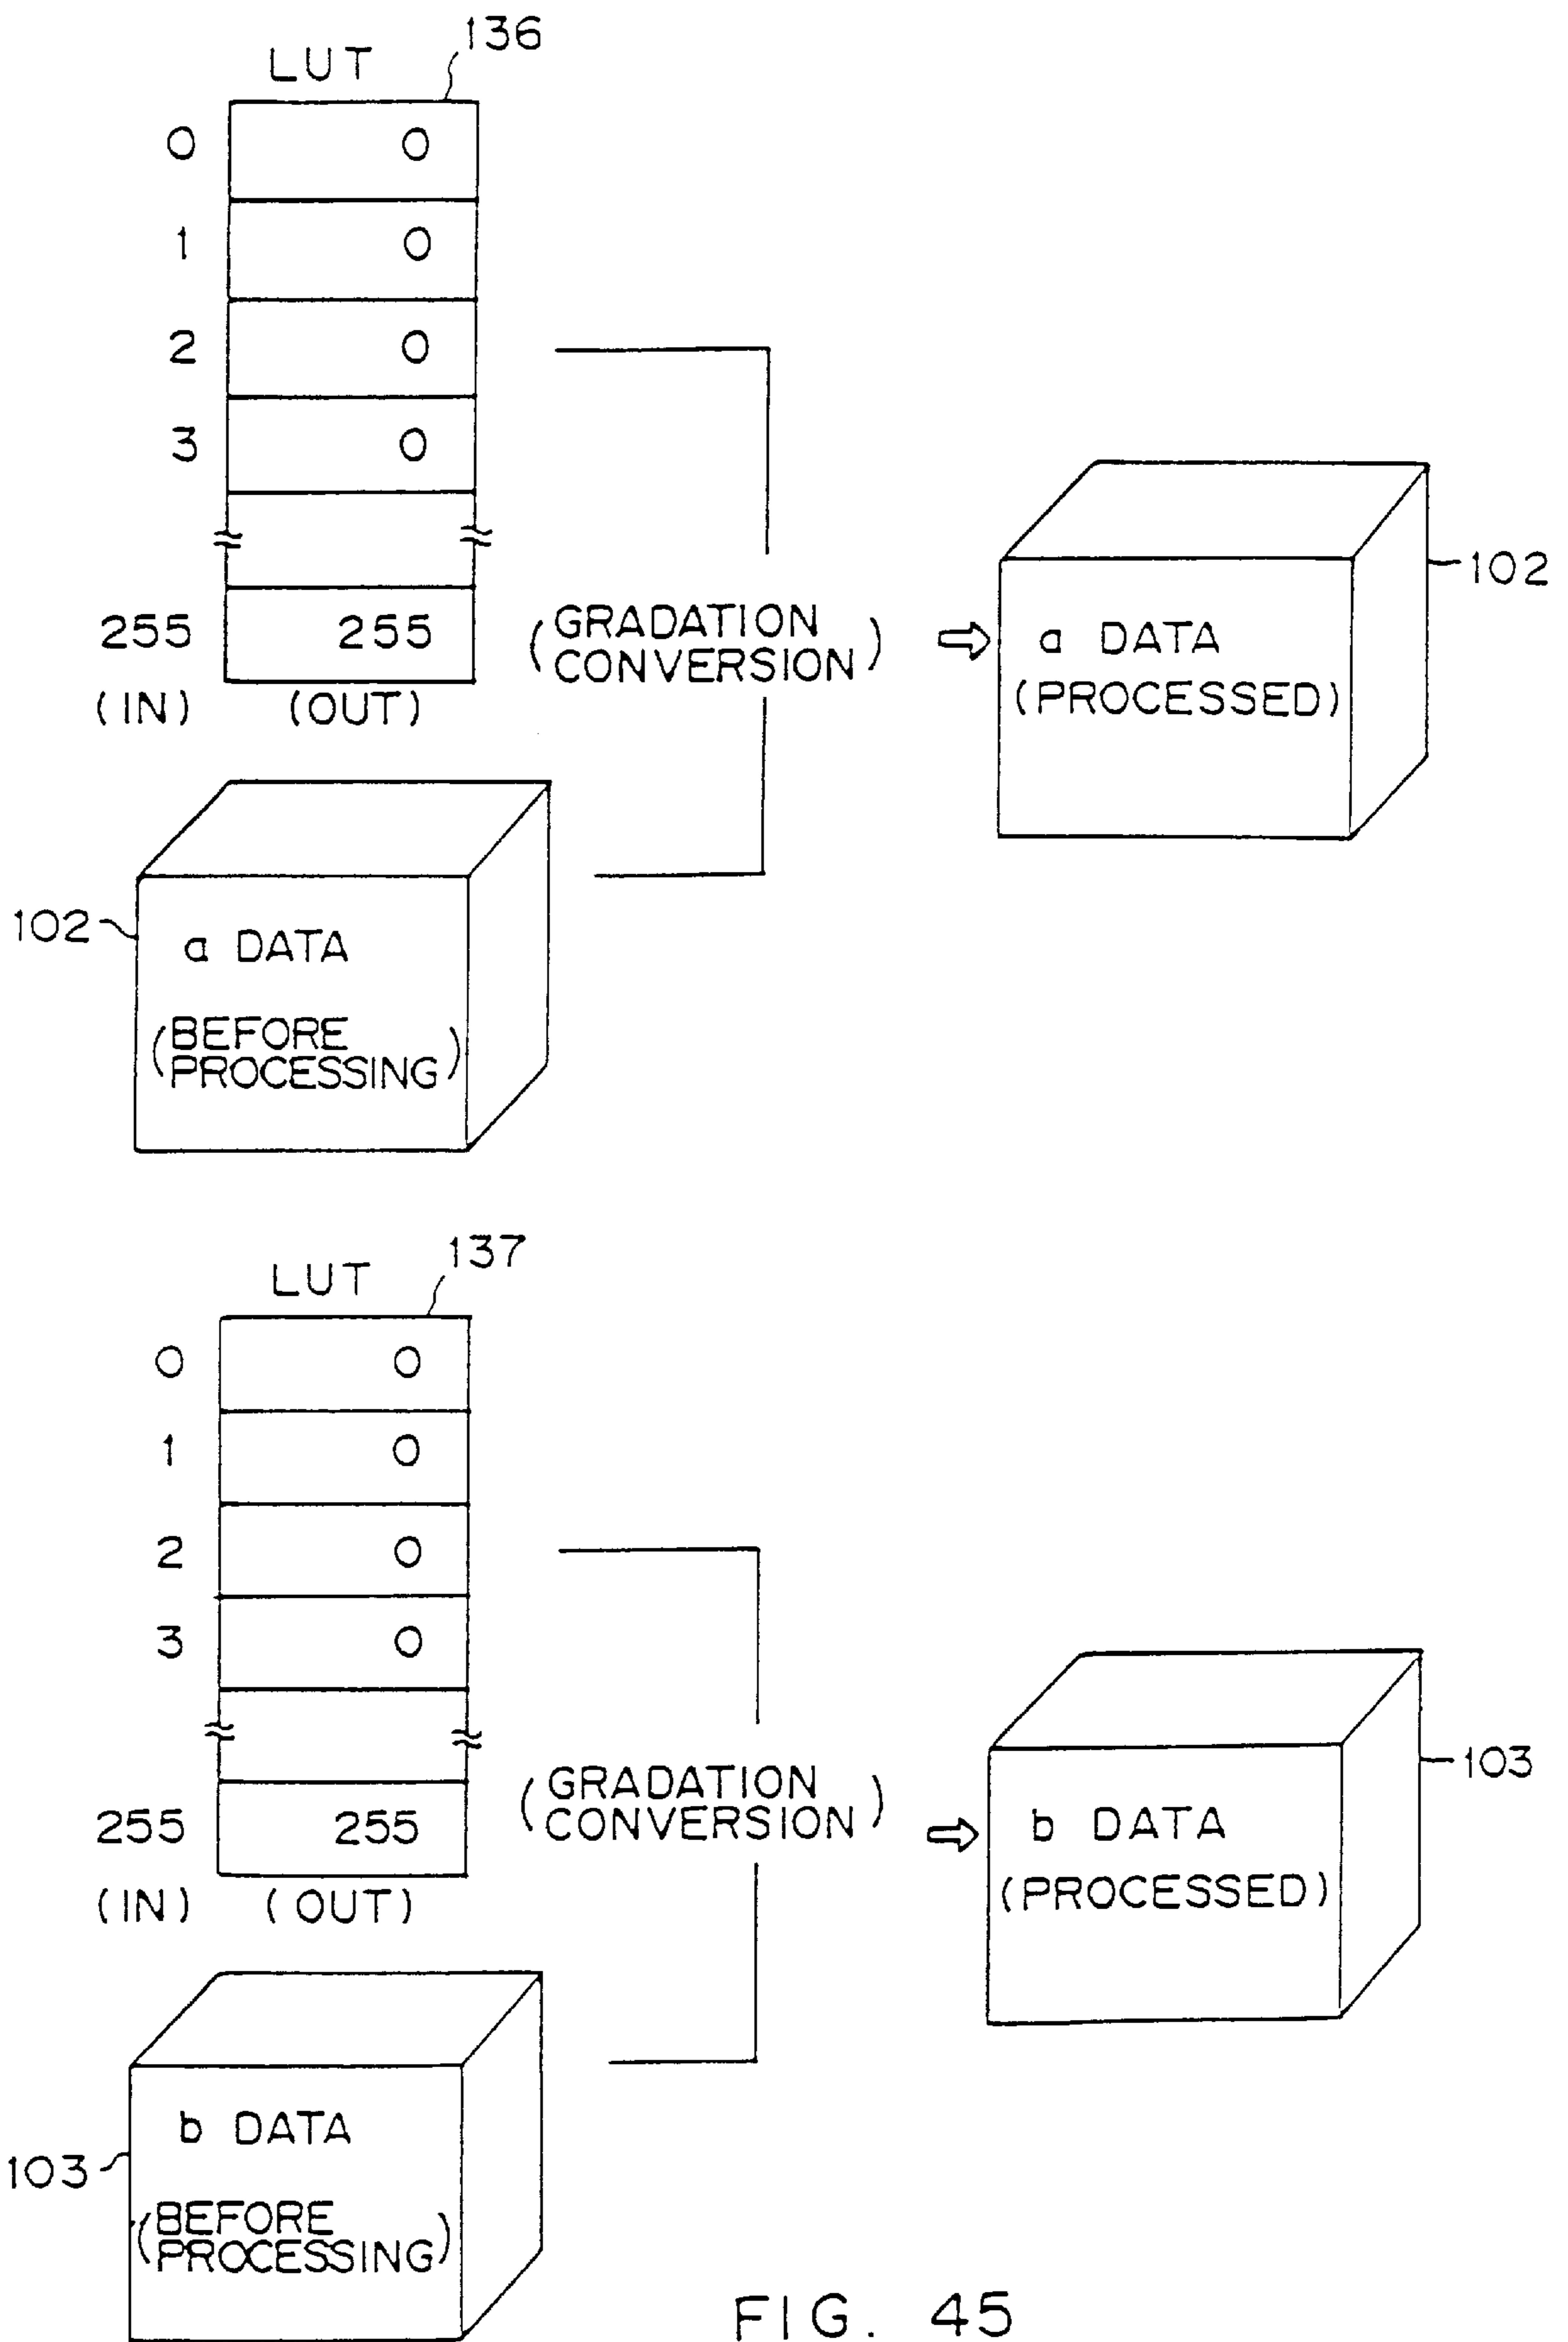 LUT 136
0 0
1 0
2 0
3 0
255 255
(IN) (OUT)
(GRADATION
CONVERSION)
a DATA
(PROCESSED)
102
102
a DATA
(BEFORE
PROCESSING)
LUT 137
0 0
1 0
2 0
3 0
255 255
(IN) (OUT)
(GRADATION
CONVERSION)
b DATA
(PROCESSED)
103
103
b DATA
(BEFORE
PROCESSING)
FIG. 45